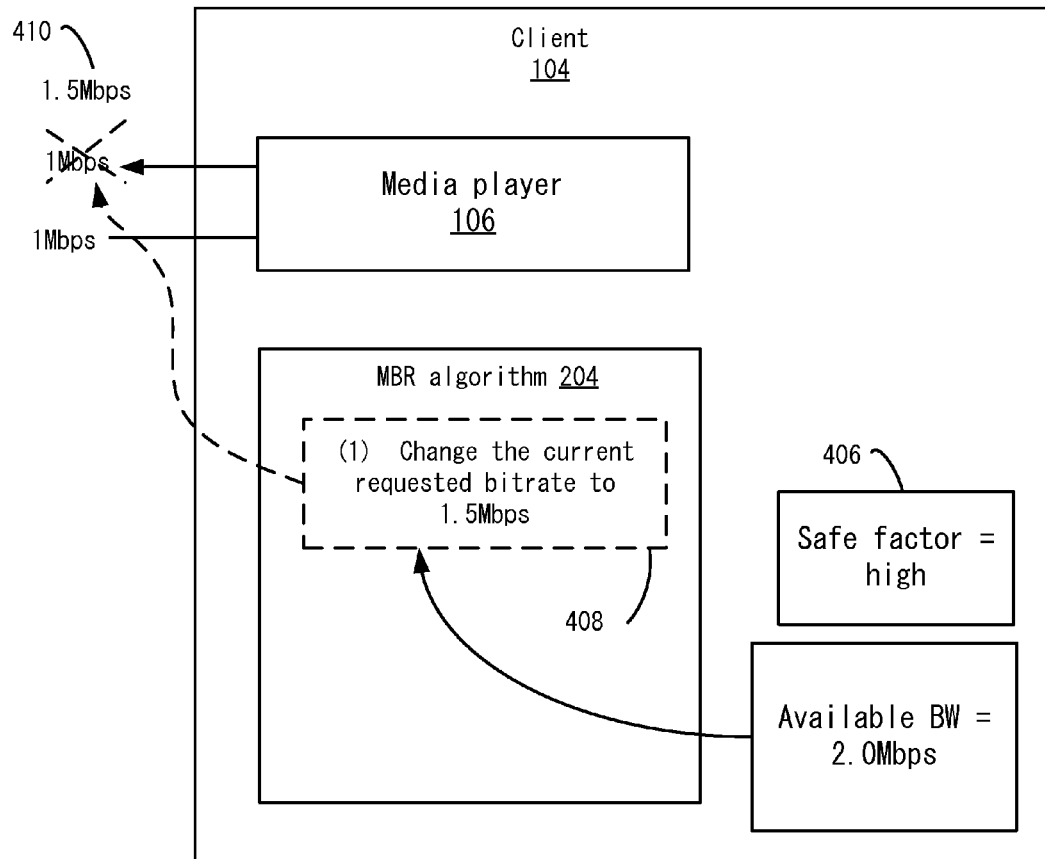 410
1.5Mbps
1Mbps
1Mbps
Client
104
Media player
106
MBR algorithm 204
(1) Change the current
requested bitrate to
1.5Mbps
408
406
Safe factor =
high
Available BW =
2.0Mbps